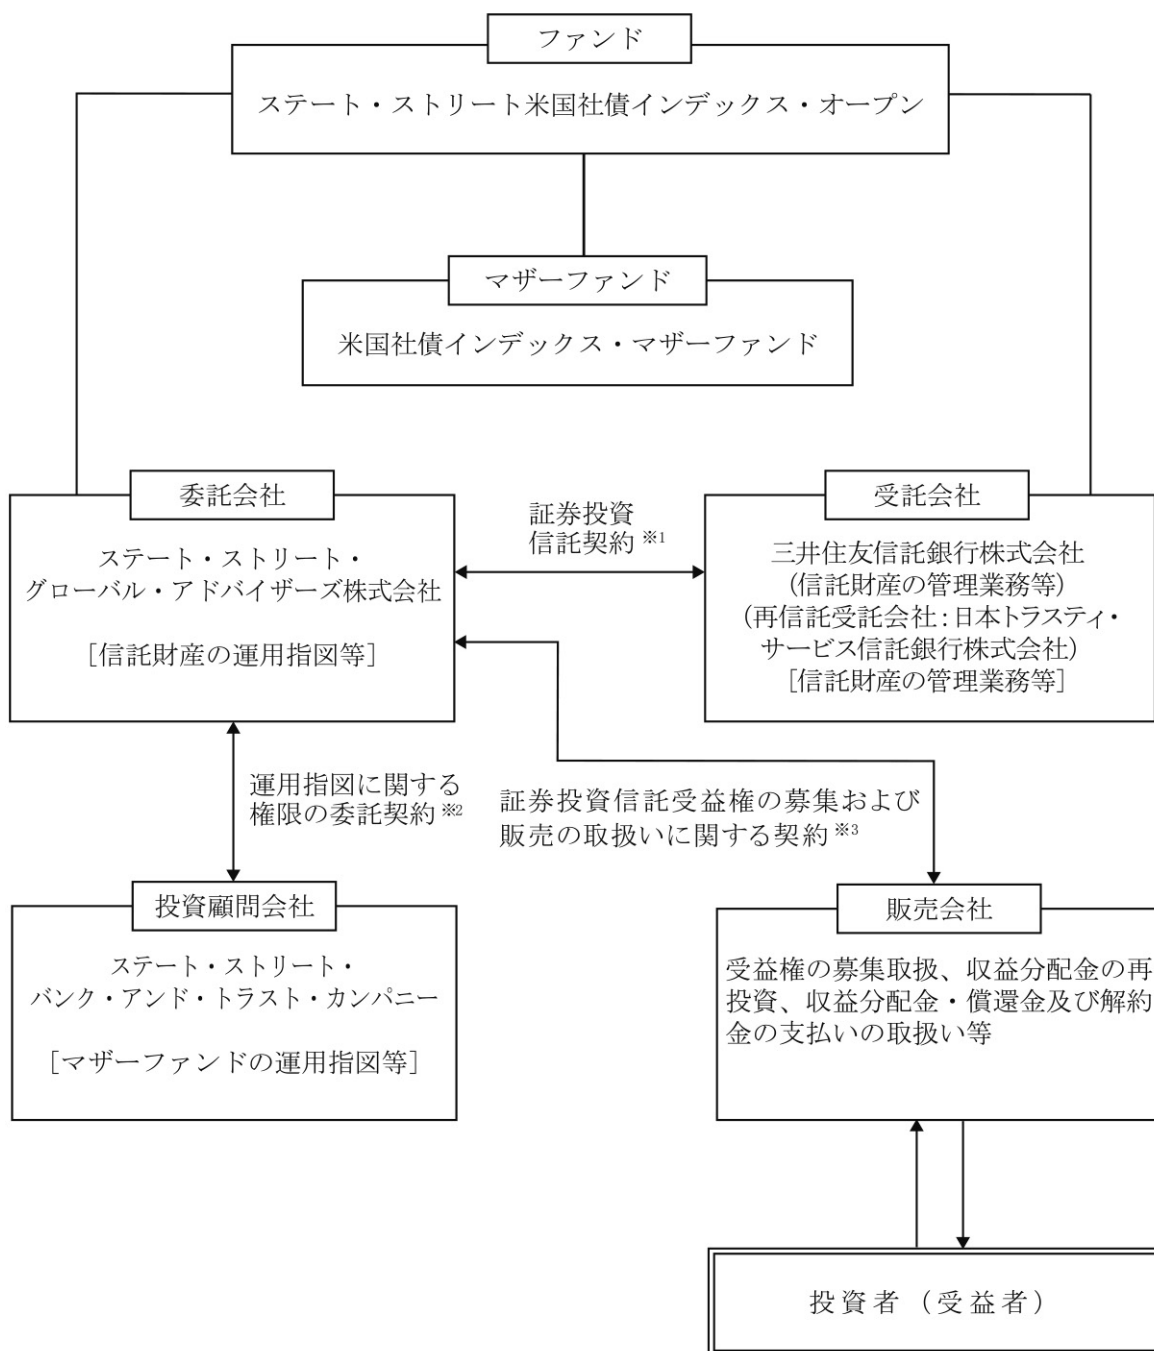 ファンド
ステート・ストリート米国社債インデックス・オープン
マザーファンド
米国社債インデックス・マザーファンド
委託会社
ステート・ストリート・
グローバル・アドバイザーズ株式会社
[信託財産の運用指図等]
証券投資
信託契約※1
受託会社
三井住友信託銀行株式会社
(信託財産の管理業務等)
(再信託受託会社:日本トラスティ・
サービス信託銀行株式会社)
[信託財産の管理業務等]
運用指図に関する
権限の委託契約※2
証券投資信託受益権の募集および
販売の取扱いに関する契約※3
投資顧問会社
ステート・ストリート・
バンク・アンド・トラスト・カンパニー
[マザーファンドの運用指図等]
販売会社
受益権の募集取扱、収益分配金の再
投資、収益分配金・償還金及び解約
金の支払いの取扱い等
投資者（受益者）